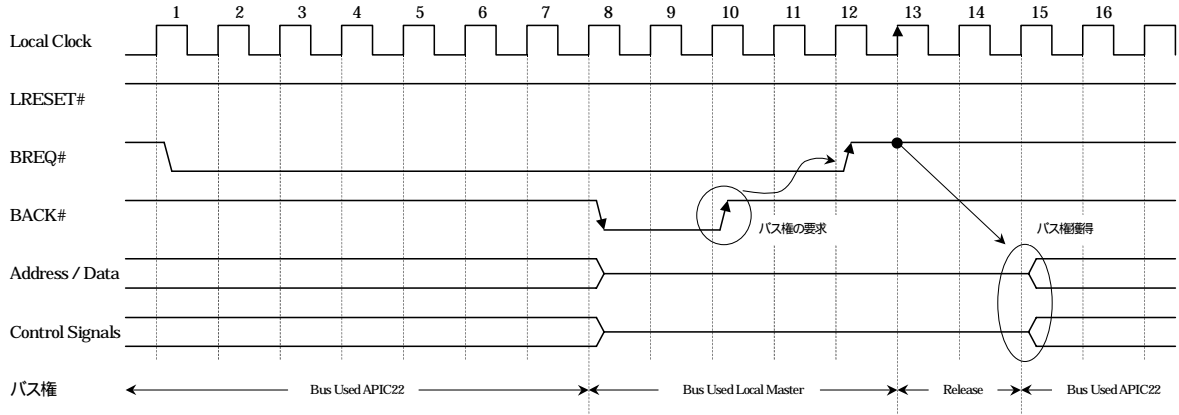 1 2 3 4 5 6 7 8 9 10 11 12 13 14 15 16
Local Clock
LRESET#
BREQ#
BACK#
バス権の要求
バス権獲得
Address / Data
Control Signals
バス権 Bus Used APIC22 Bus Used Local Master Release Bus Used APIC22